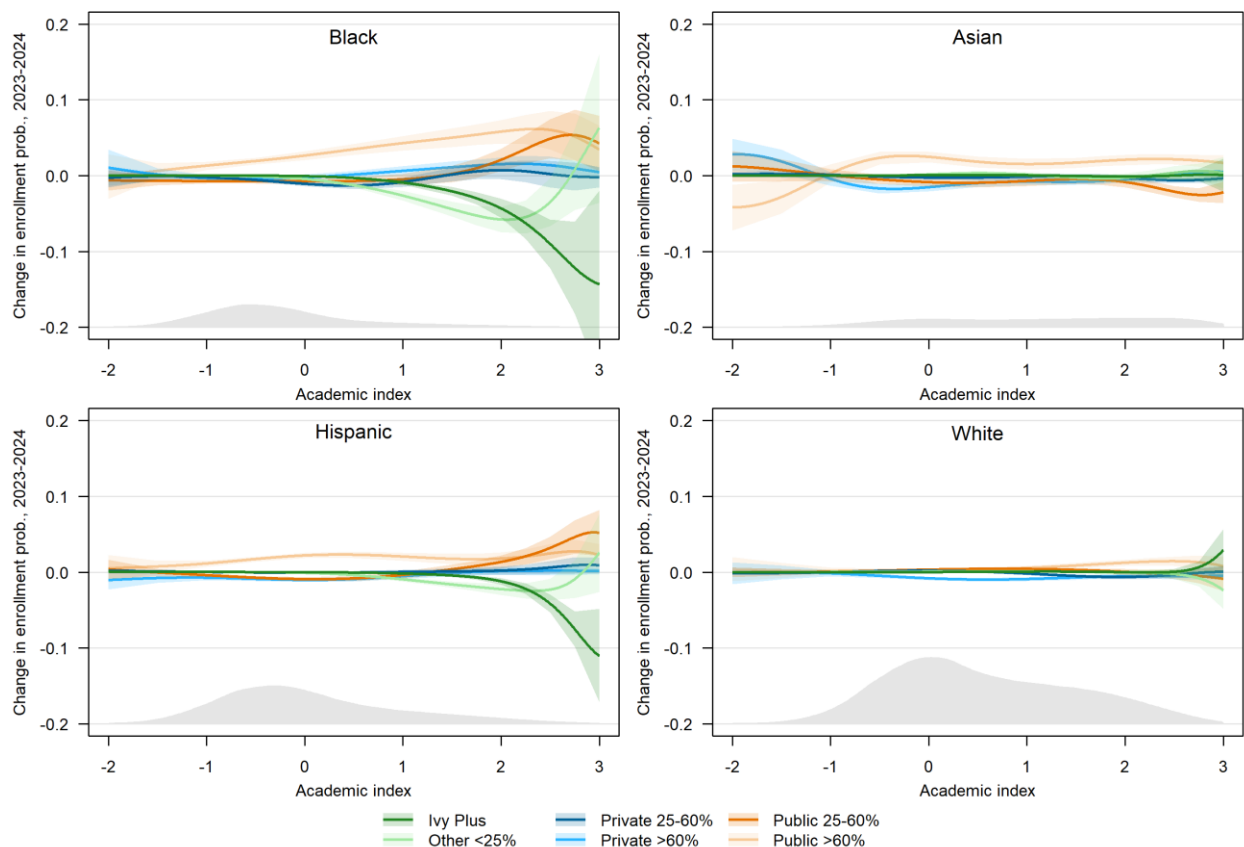 Black
Change in enrollment prob., 2023-2024
0.2
0.1
0.0
-0.1
-0.2
-2 -1 0 1 2 3
Academic index
Asian
Change in enrollment prob., 2023-2024
0.2
0.1
0.0
-0.1
-0.2
-2 -1 0 1 2 3
Academic index
Hispanic
Change in enrollment prob., 2023-2024
0.2
0.1
0.0
-0.1
-0.2
-2 -1 0 1 2 3
Academic index
White
Change in enrollment prob., 2023-2024
0.2
0.1
0.0
-0.1
-0.2
-2 -1 0 1 2 3
Academic index
Ivy Plus Private 25-60% Public 25-60%
Other <25% Private >60% Public >60%